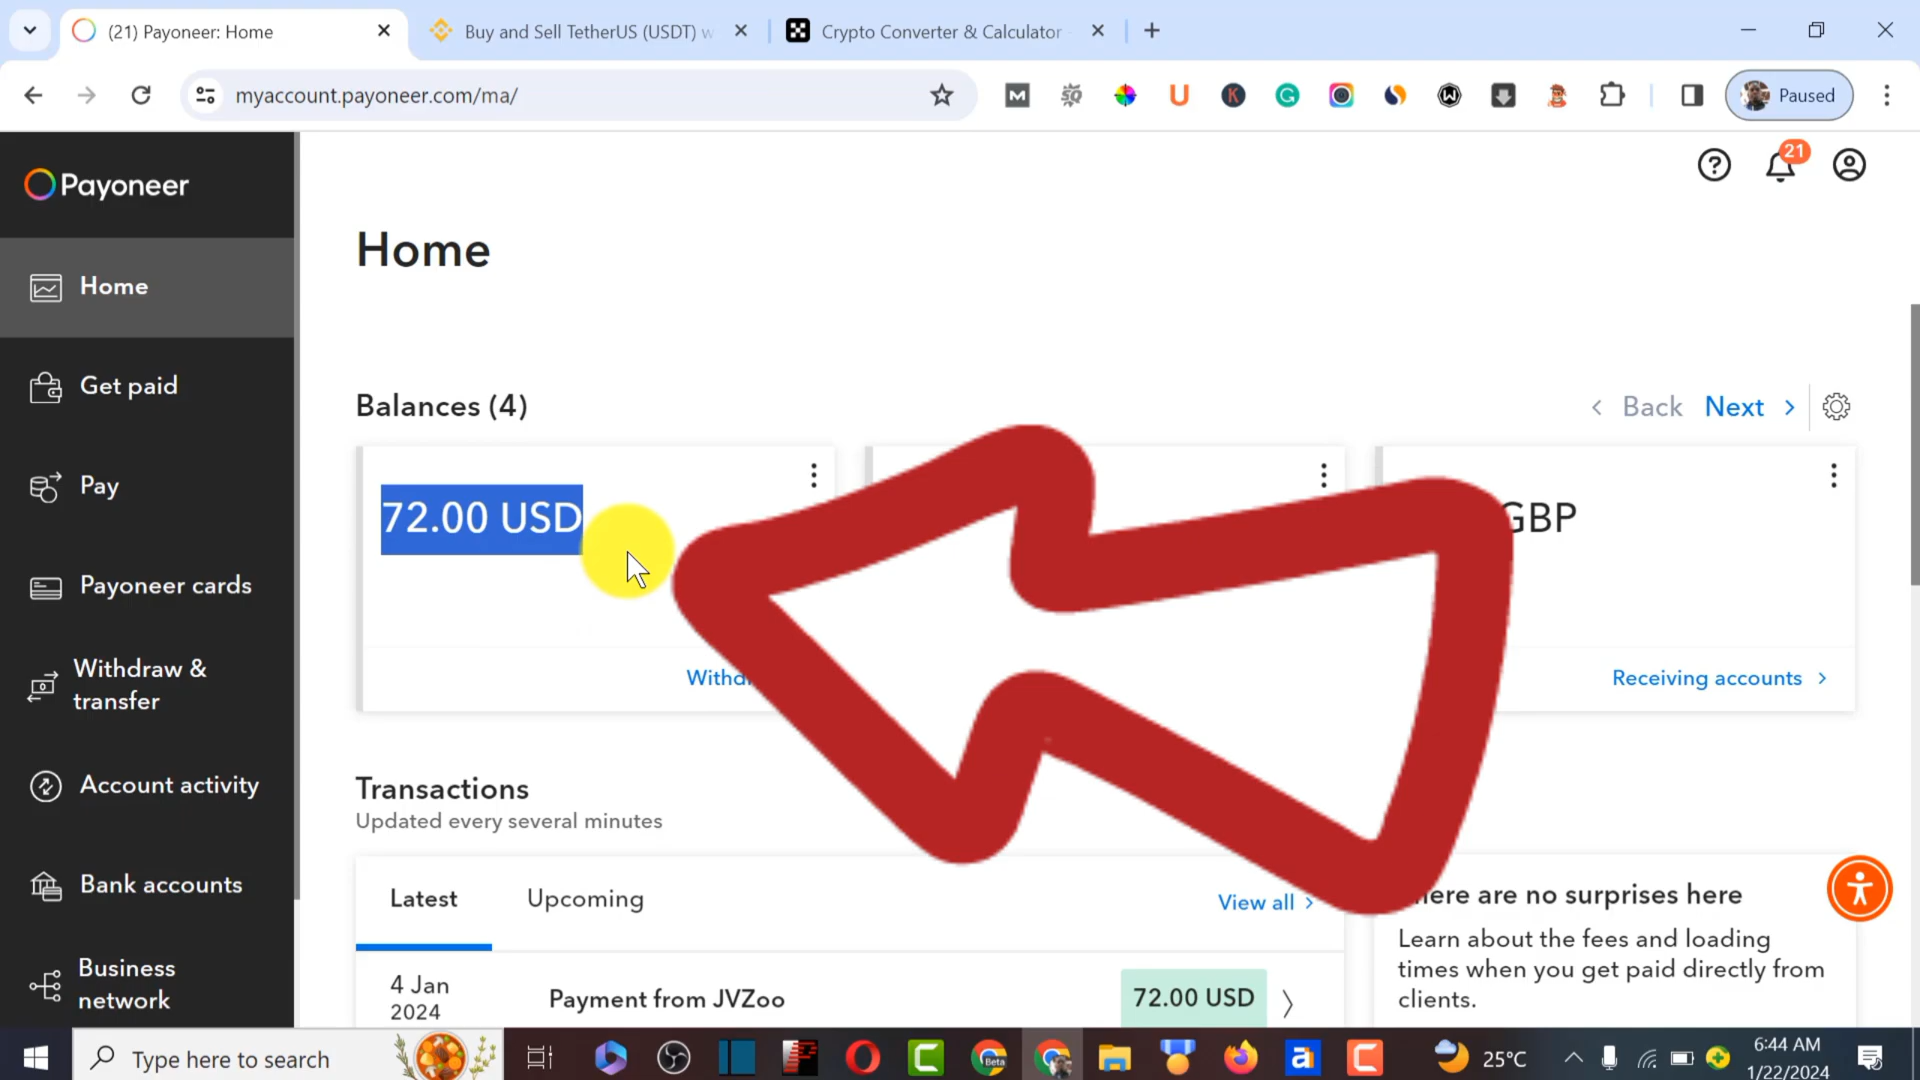 (21) Payoneer: Home
Buy and Sell TetherUS (USDT) w
Crypto Converter & Calculator
myaccount.payoneer.com/ma/
Paused
Payoneer
21
Home
Home
Get paid
Pay
Payoneer cards
Withdraw &
transfer
Account activity
Bank accounts
Business
network
Balances (4)
Back
Next
72.00 USD
GBP
Receiving accounts
Transactions
Updated every several minutes
Latest
Upcoming
View all
4 Jan
2024
Payment from JVZoo
72.00 USD
are no surprises here
Learn about the fees and loading
times when you get paid directly from
clients.
Type here to search
Beta
25°C
6:44 AM
1/22/2024